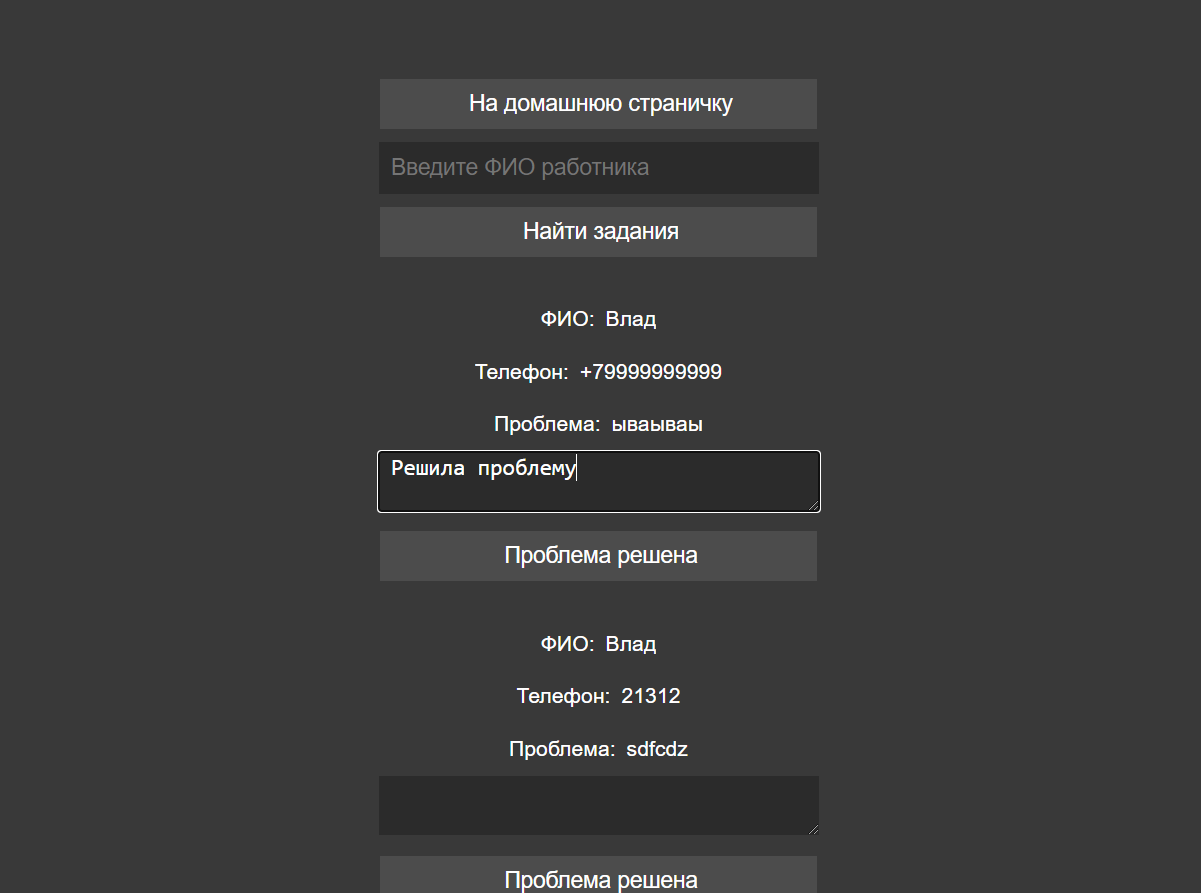 На домашнюю страничку
Введите ФИО работника
Найти задания
ФИО: Влад
Телефон: +79999999999
Проблема: ываываы
Решила проблему
Проблема решена
ФИО: Влад
Телефон: 21312
Проблема: sdfcdz
Проблема решена